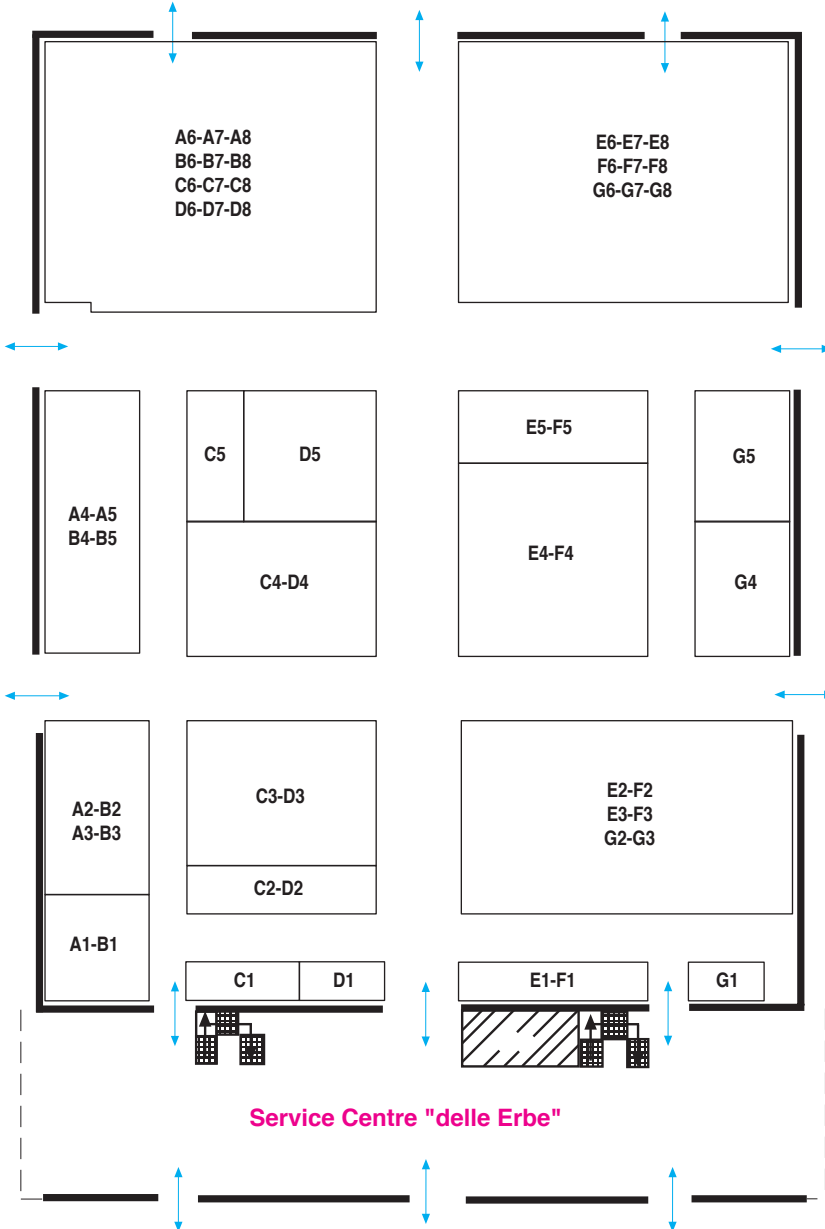 A6-A7-A8
B6-B7-B8
C6-C7-C8
D6-D7-D8
E6-E7-E8
F6-F7-F8
G6-G7-G8
A4-A5
B4-B5
C5
D5
C4-D4
E5-F5
E4-F4
G5
G4
A2-B2
A3-B3
A1-B1
C3-D3
C2-D2
E2-F2
E3-F3
G2-G3
C1
D1
E1-F1
G1
Service Centre "delle Erbe"